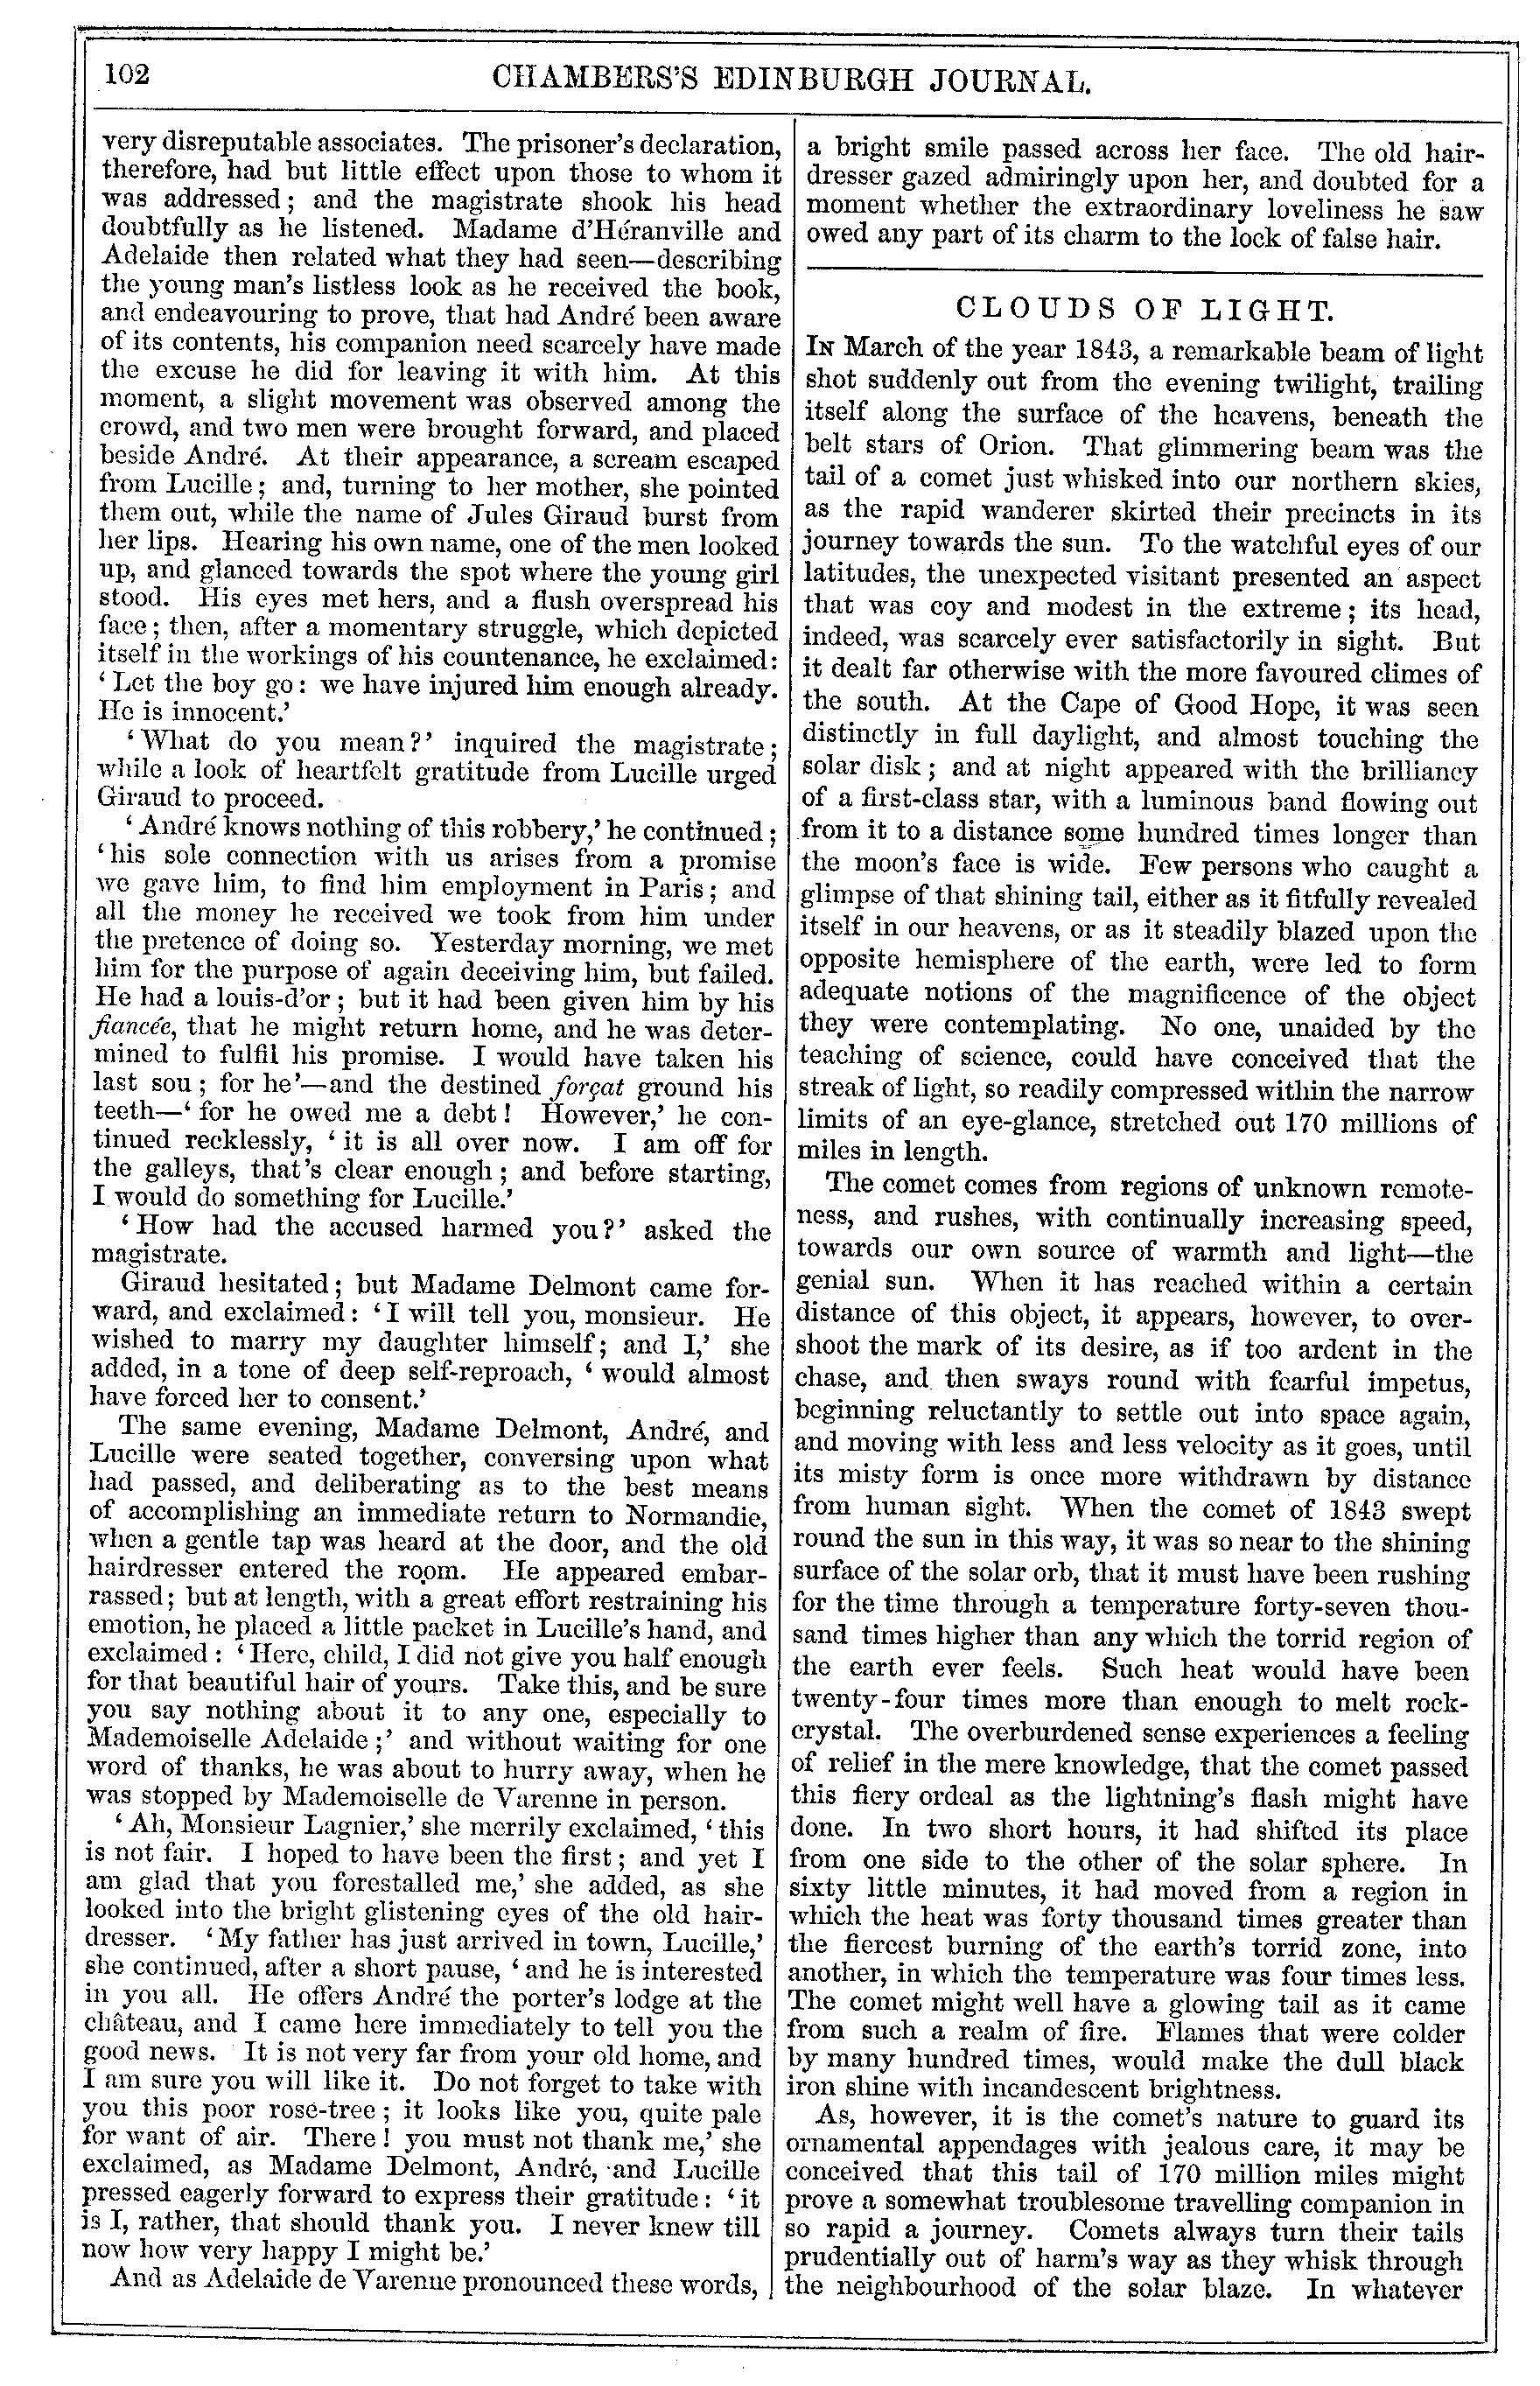 102
CHAMBERS'S EDINBURGH JOURNAL.
very disreputable associates. The prisoner's declaration,
therefore, had but little effect upon those to whom it
was addressed; and the magistrate shook his head
doubtfully as he listened. Madame d'Héranville and
Adelaide then related what they had seen—describing
the young man's listless look as he received the book,
and endeavouring to prove, that had André been aware
of its contents, his companion need scarcely have made
the excuse he did for leaving it with him. At this
moment, a slight movement was observed among the
crowd, and two men were brought forward, and placed
beside André. At their appearance, a scream escaped
from Lucille; and, turning to her mother, she pointed
them out, while the name of Jules Giraud burst from
her lips. Hearing his own name, one of the men looked
up, and glanced towards the spot where the young girl
stood. His eyes met hers, and a flush overspread his
face; then, after a momentary struggle, which depicted
itself in the workings of his countenance, he exclaimed:
'Let the boy go: we have injured him enough already.
He is innocent.'
'What do you mean?' inquired the magistrate;
while a look of heartfelt gratitude from Lucille urged
Giraud to proceed.
'André knows nothing of this robbery,' he continued;
'his sole connection with us arises from a promise
we gave him, to find him employment in Paris; and
all the money he received we took from him under
the pretence of doing so. Yesterday morning, we met
him for the purpose of again deceiving him, but failed.
He had a louis-d'or; but it had been given him by his
fiancée, that he might return home, and he was deter-
mined to fulfil his promise. I would have taken his
last sou; for he'—and the destined forçat ground his
teeth—'for he owed me a debt! However,' he con-
tinued recklessly, 'it is all over now. I am off for
the galleys, that's clear enough; and before starting,
I would do something for Lucille.'
'How had the accused harmed you?' asked the
magistrate.
Giraud hesitated; but Madame Delmont came for-
ward, and exclaimed: 'I will tell you, monsieur. He
wished to marry my daughter himself; and I,' she
added, in a tone of deep self-reproach, 'would almost
have forced her to consent.'
The same evening, Madame Delmont, André, and
Lucille were seated together, conversing upon what
had passed, and deliberating as to the best means
of accomplishing an immediate return to Normandie,
when a gentle tap was heard at the door, and the old
hairdresser entered the room. He appeared embar-
rassed; but at length, with a great effort restraining his
emotion, he placed a little packet in Lucille's hand, and
exclaimed: 'Here, child, I did not give you half enough
for that beautiful hair of yours. Take this, and be sure
you say nothing about it to any one, especially to
Mademoiselle Adelaide;' and without waiting for one
word of thanks, he was about to hurry away, when he
was stopped by Mademoiselle de Varenne in person.
'Ah, Monsieur Lagnier,' she merrily exclaimed, 'this
is not fair. I hoped to have been the first; and yet I
am glad that you forestalled me,' she added, as she
looked into the bright glistening eyes of the old hair-
dresser. 'My father has just arrived in town, Lucille,'
she continued, after a short pause, 'and he is interested
in you all. He offers André the porter's lodge at the
château, and I came here immediately to tell you the
good news. It is not very far from your old home, and
I am sure you will like it. Do not forget to take with
you this poor rose-tree; it looks like you, quite pale
for want of air. There! you must not thank me,' she
exclaimed, as Madame Delmont, André, and Lucille
pressed eagerly forward to express their gratitude: 'it
is I, rather, that should thank you. I never knew till
now how very happy I might be.'
And as Adelaide de Varenne pronounced these words,
a bright smile passed across her face. The old hair-
dresser gazed admiringly upon her, and doubted for a
moment whether the extraordinary loveliness he saw
owed any part of its charm to the lock of false hair.
CLOUDS OF LIGHT.
IN March of the year 1843, a remarkable beam of light
shot suddenly out from the evening twilight, trailing
itself along the surface of the heavens, beneath the
belt stars of Orion. That glimmering beam was the
tail of a comet just whisked into our northern skies,
as the rapid wanderer skirted their precincts in its
journey towards the sun. To the watchful eyes of our
latitudes, the unexpected visitant presented an aspect
that was coy and modest in the extreme; its head,
indeed, was scarcely ever satisfactorily in sight. But
it dealt far otherwise with the more favoured climes of
the south. At the Cape of Good Hope, it was seen
distinctly in full daylight, and almost touching the
solar disk; and at night appeared with the brilliancy
of a first-class star, with a luminous band flowing out
from it to a distance some hundred times longer than
the moon's face is wide. Few persons who caught a
glimpse of that shining tail, either as it fitfully revealed
itself in our heavens, or as it steadily blazed upon the
opposite hemisphere of the earth, were led to form
adequate notions of the magnificence of the object
they were contemplating. No one, unaided by the
teaching of science, could have conceived that the
streak of light, so readily compressed within the narrow
limits of an eye-glance, stretched out 170 millions of
miles in length.
The comet comes from regions of unknown remote-
ness, and rushes, with continually increasing speed,
towards our own source of warmth and light—the
genial sun. When it has reached within a certain
distance of this object, it appears, however, to over-
shoot the mark of its desire, as if too ardent in the
chase, and then sways round with fearful impetus,
beginning reluctantly to settle out into space again,
and moving with less and less velocity as it goes, until
its misty form is once more withdrawn by distance
from human sight. When the comet of 1843 swept
round the sun in this way, it was so near to the shining
surface of the solar orb, that it must have been rushing
for the time through a temperature forty-seven thou-
sand times higher than any which the torrid region of
the earth ever feels. Such heat would have been
twenty-four times more than enough to melt rock-
crystal. The overburdened sense experiences a feeling
of relief in the mere knowledge, that the comet passed
this fiery ordeal as the lightning's flash might have
done. In two short hours, it had shifted its place
from one side to the other of the solar sphere. In
sixty little minutes, it had moved from a region in
which the heat was forty thousand times greater than
the fiercest burning of the earth's torrid zone, into
another, in which the temperature was four times less.
The comet might well have a glowing tail as it came
from such a realm of fire. Flames that were colder
by many hundred times, would make the dull black
iron shine with incandescent brightness.
As, however, it is the comet's nature to guard its
ornamental appendages with jealous care, it may be
conceived that this tail of 170 million miles might
prove a somewhat troublesome travelling companion in
so rapid a journey. Comets always turn their tails
prudentially out of harm's way as they whisk through
the neighbourhood of the solar blaze. In whatever